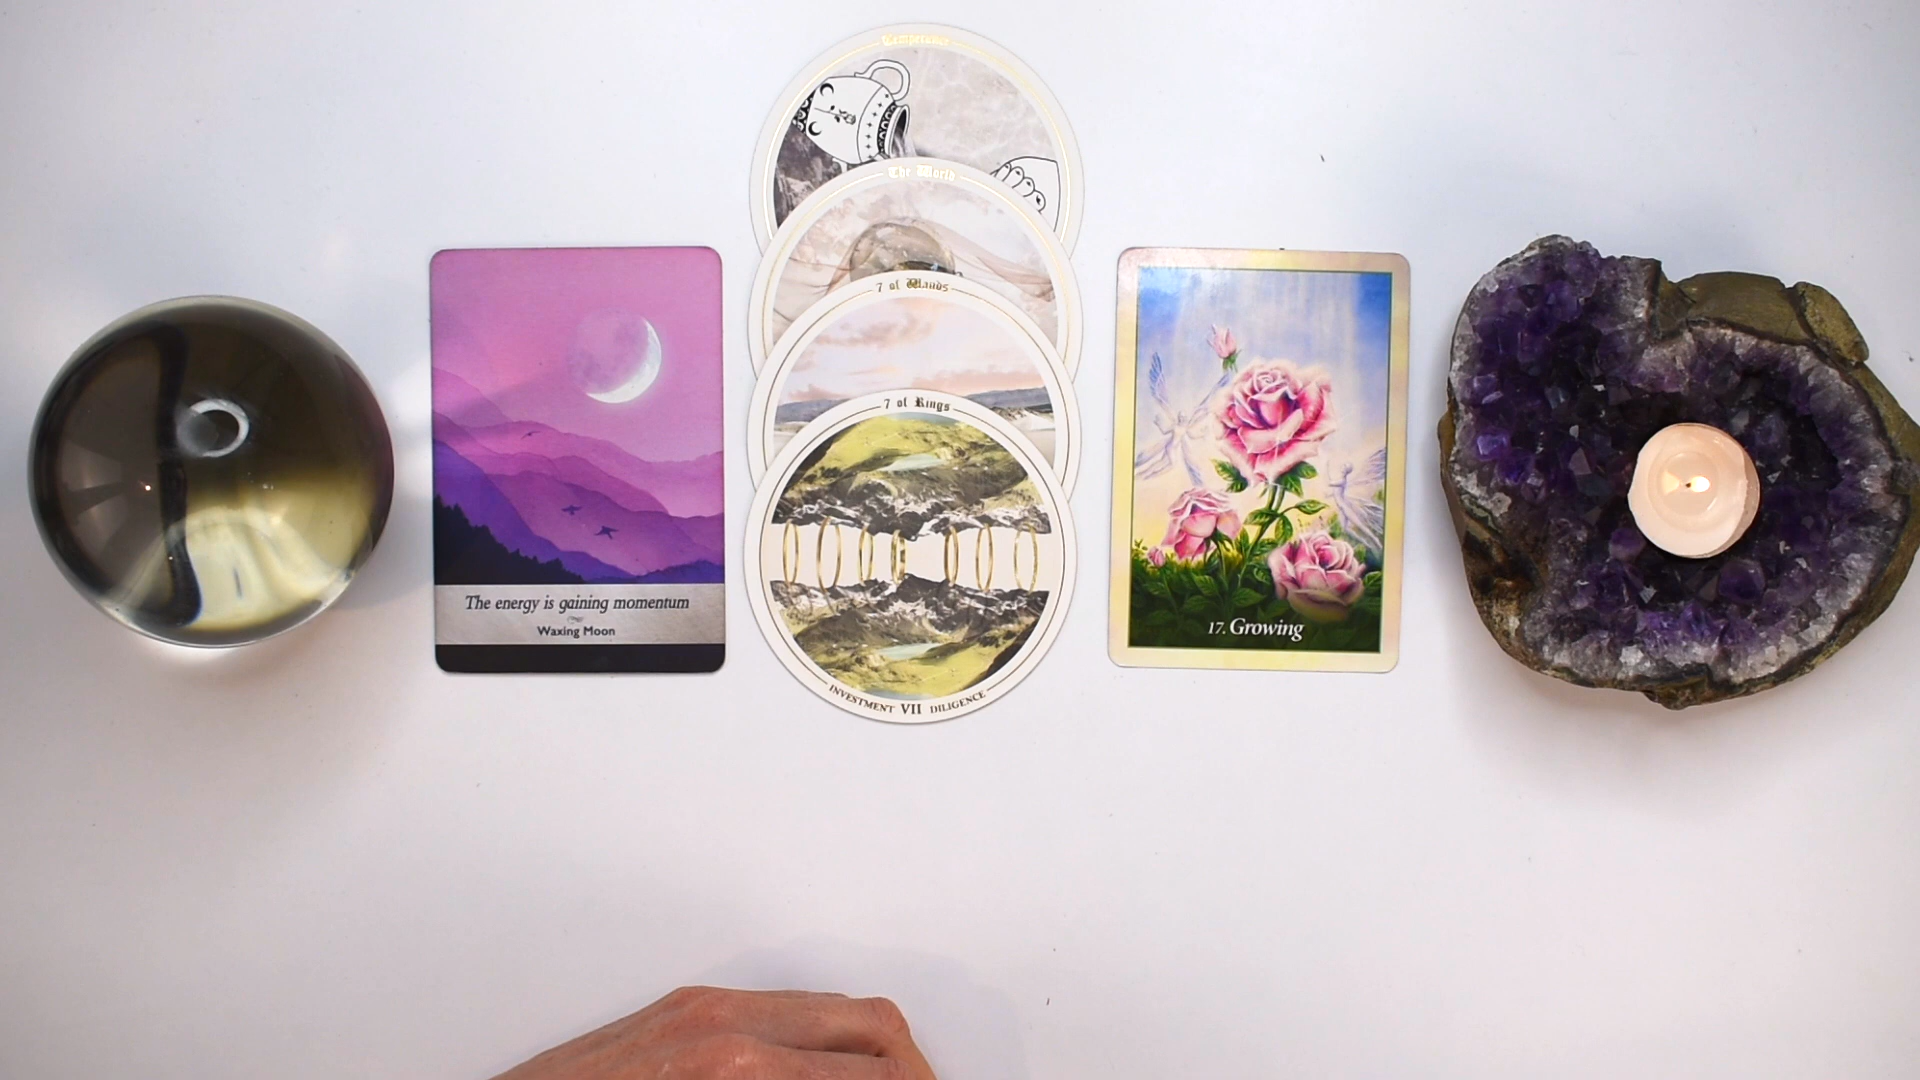 Temperance
The World
7 of Wands
7 of Rings
INVESTMENT VII DILIGENCE
The energy is gaining momentum
Waxing Moon
17. Growing